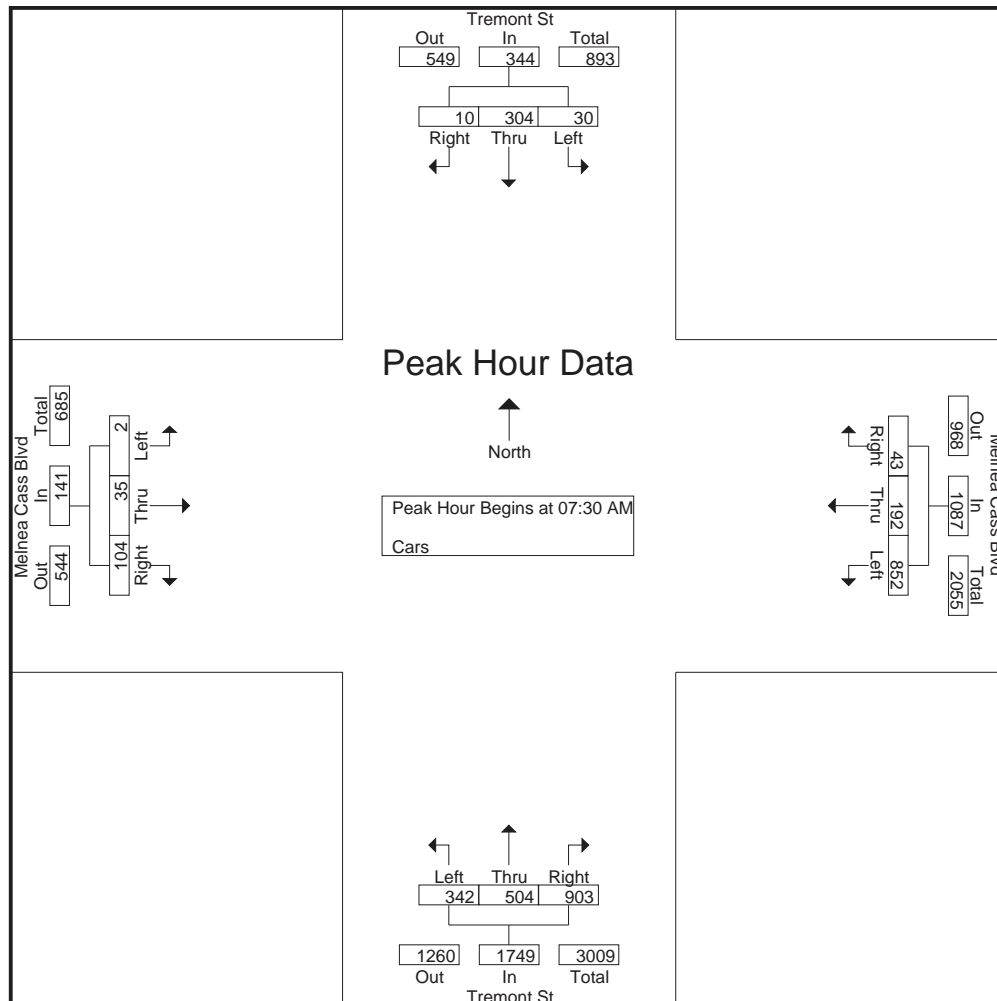 Tremont St
Out In Total
549 344 893
10 304 30
Right Thru Left
Peak Hour Data
North
Peak Hour Begins at 07:30 AM
Cars
Melnea Cass Blvd
Out In Total
544 141 685
Left Thru Right
2 35 104
Melnea Cass Blvd
Out In Total
968 1087 2055
43 192 852
Right Thru Left
Left Thru Right
342 504 903
1260 1749 3009
Out In Total
Tremont St